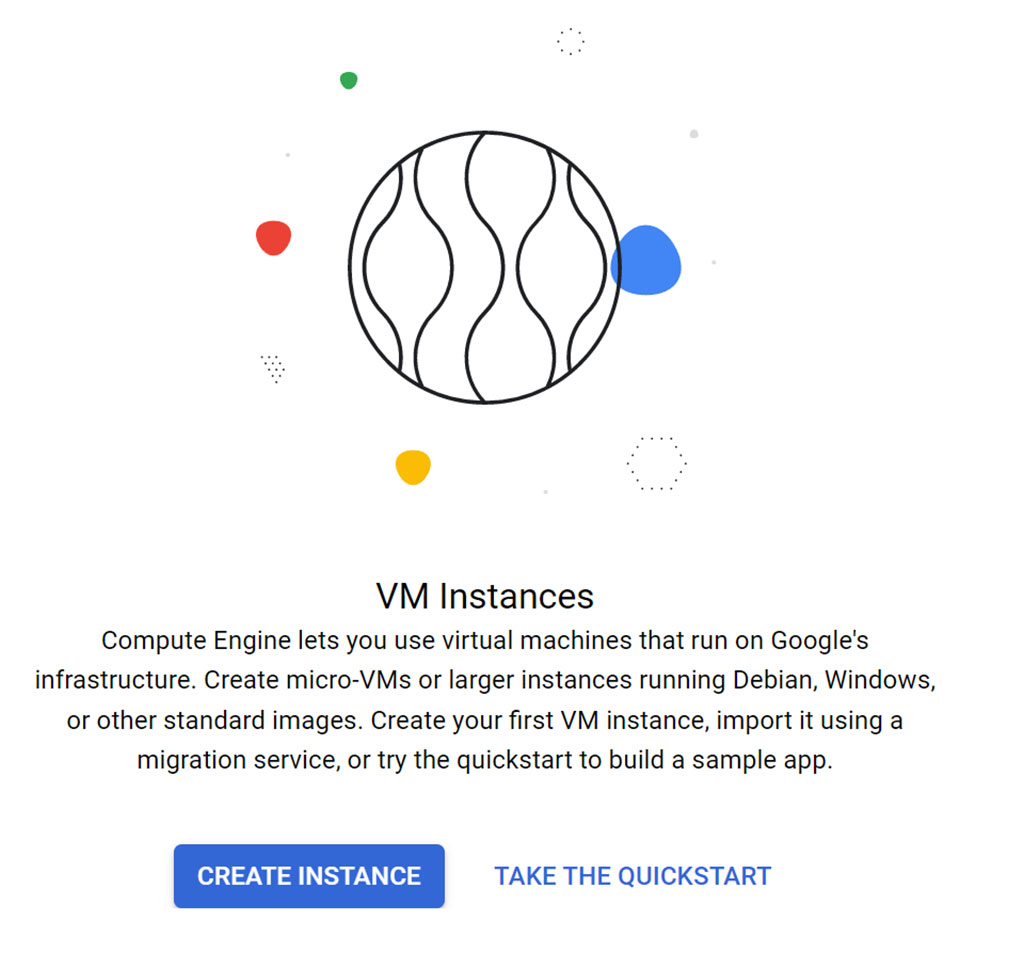 VM Instances
Compute Engine lets you use virtual machines that run on Google's
infrastructure. Create micro-VMs or larger instances running Debian, Windows,
or other standard images. Create your first VM instance, import it using a
migration service, or try the quickstart to build a sample app.
CREATE INSTANCE
TAKE THE QUICKSTART